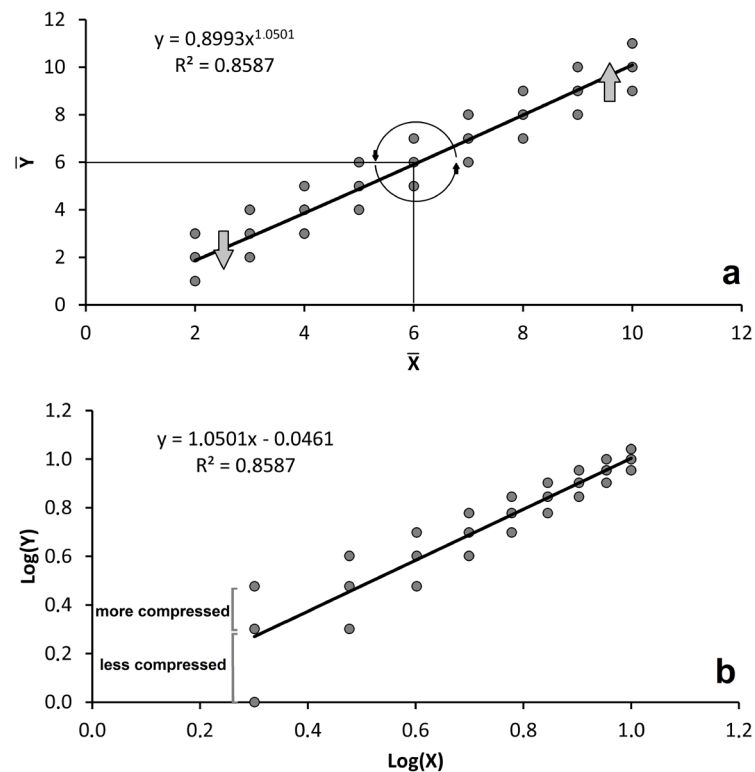 12
10
8
6
4
2
0
y = 0.8993x^1.0501
R² = 0.8587
Y̅
a
0 2 4 6 8 10 12
X̅
1.2
1.0
0.8
0.6
0.4
0.2
0.0
y = 1.0501x - 0.0461
R² = 0.8587
Log(Y)
more compressed
less compressed
b
0.0 0.2 0.4 0.6 0.8 1.0 1.2
Log(X)